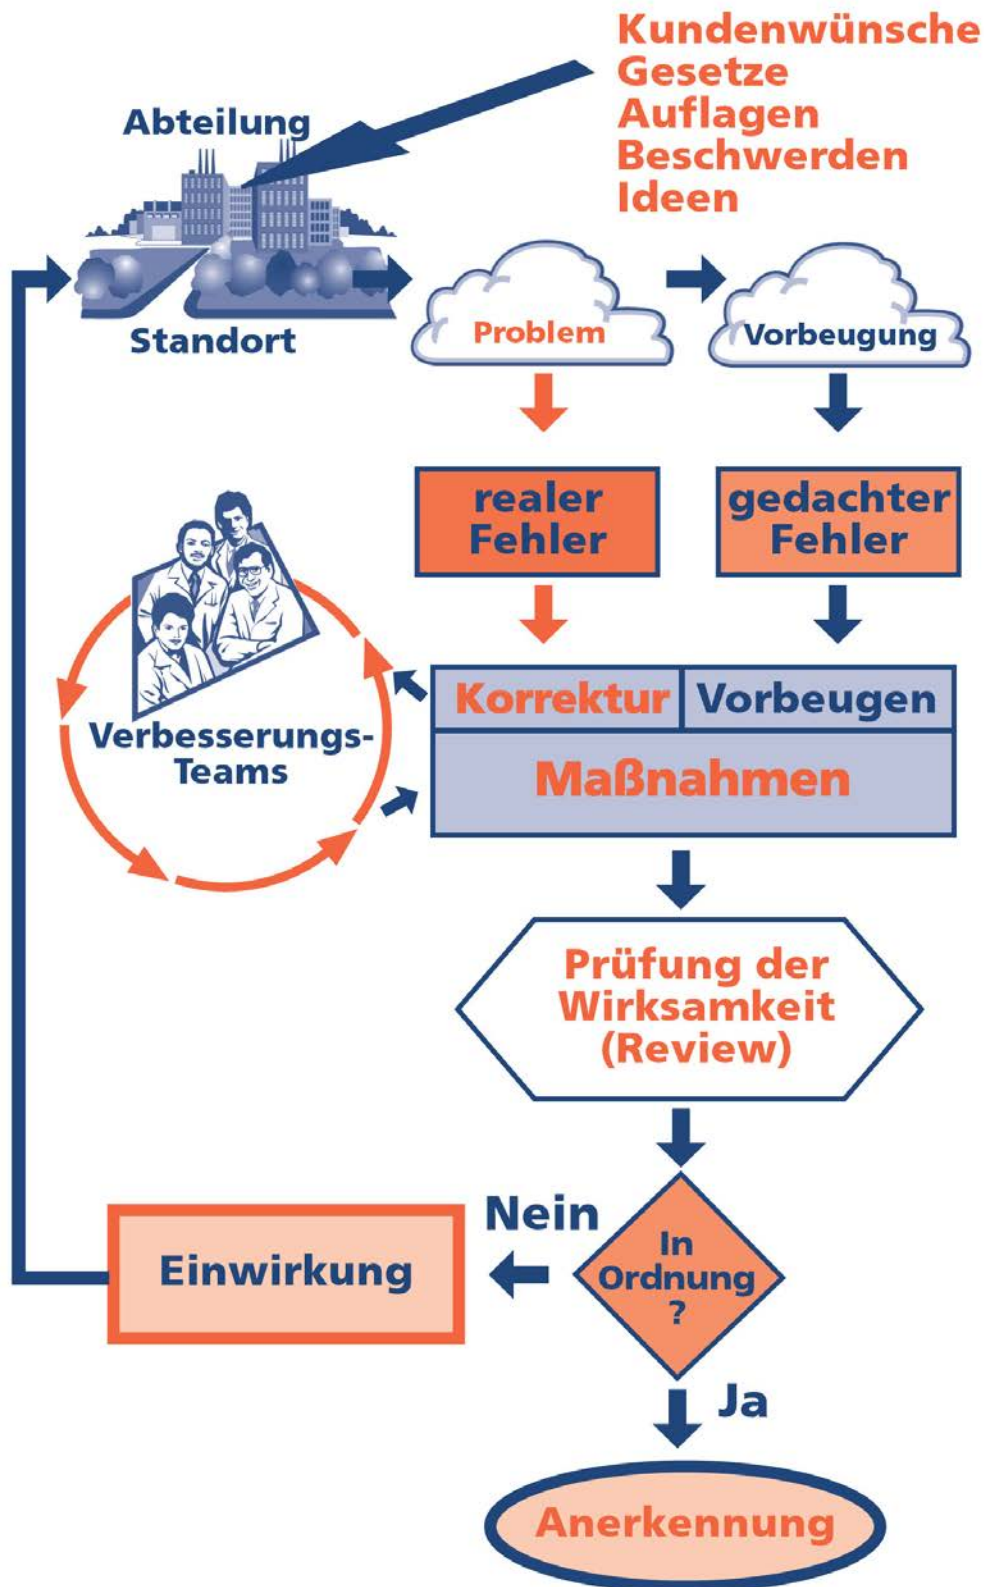 Kundenwünsche
Gesetze
Auflagen
Beschwerden
Ideen
Abteilung
Standort
Problem
Vorbeugung
realer
Fehler
gedachter
Fehler
Verbesserungs-
Teams
Korrektur
Vorbeugen
Maßnahmen
Prüfung der
Wirksamkeit
(Review)
Nein
In
Ordnung
?
Einwirkung
Ja
Anerkennung